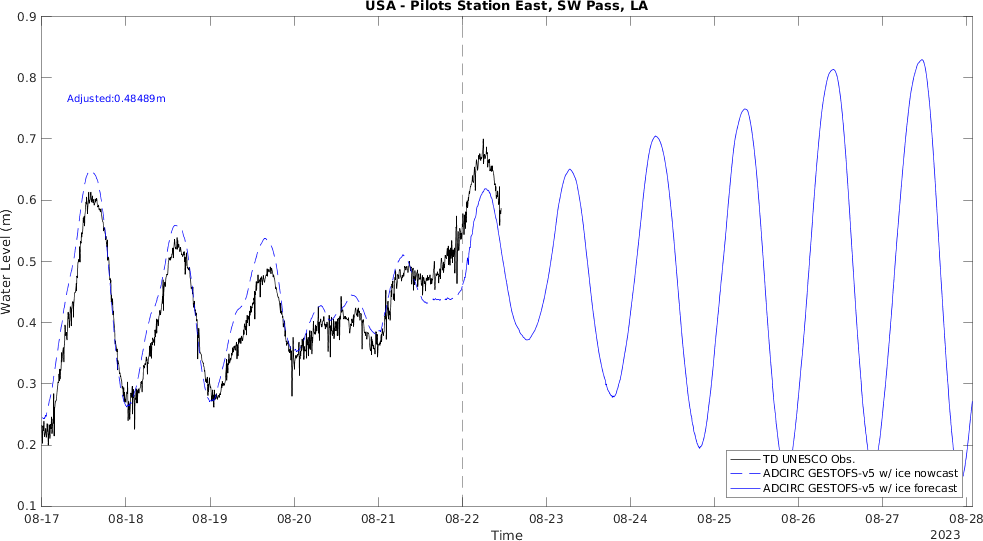 USA - Pilots Station East, SW Pass, LA
0.9
0.8
Adjusted:0.48489m
0.7
0.6
Water Level (m)
0.5
0.4
0.3
0.2
0.1
TD UNESCO Obs.
ADCIRC GESTOFS-v5 w/ ice nowcast
ADCIRC GESTOFS-v5 w/ ice forecast
08-17 08-18 08-19 08-20 08-21 08-22 08-23 08-24 08-25 08-26 08-27 08-28
Time
2023